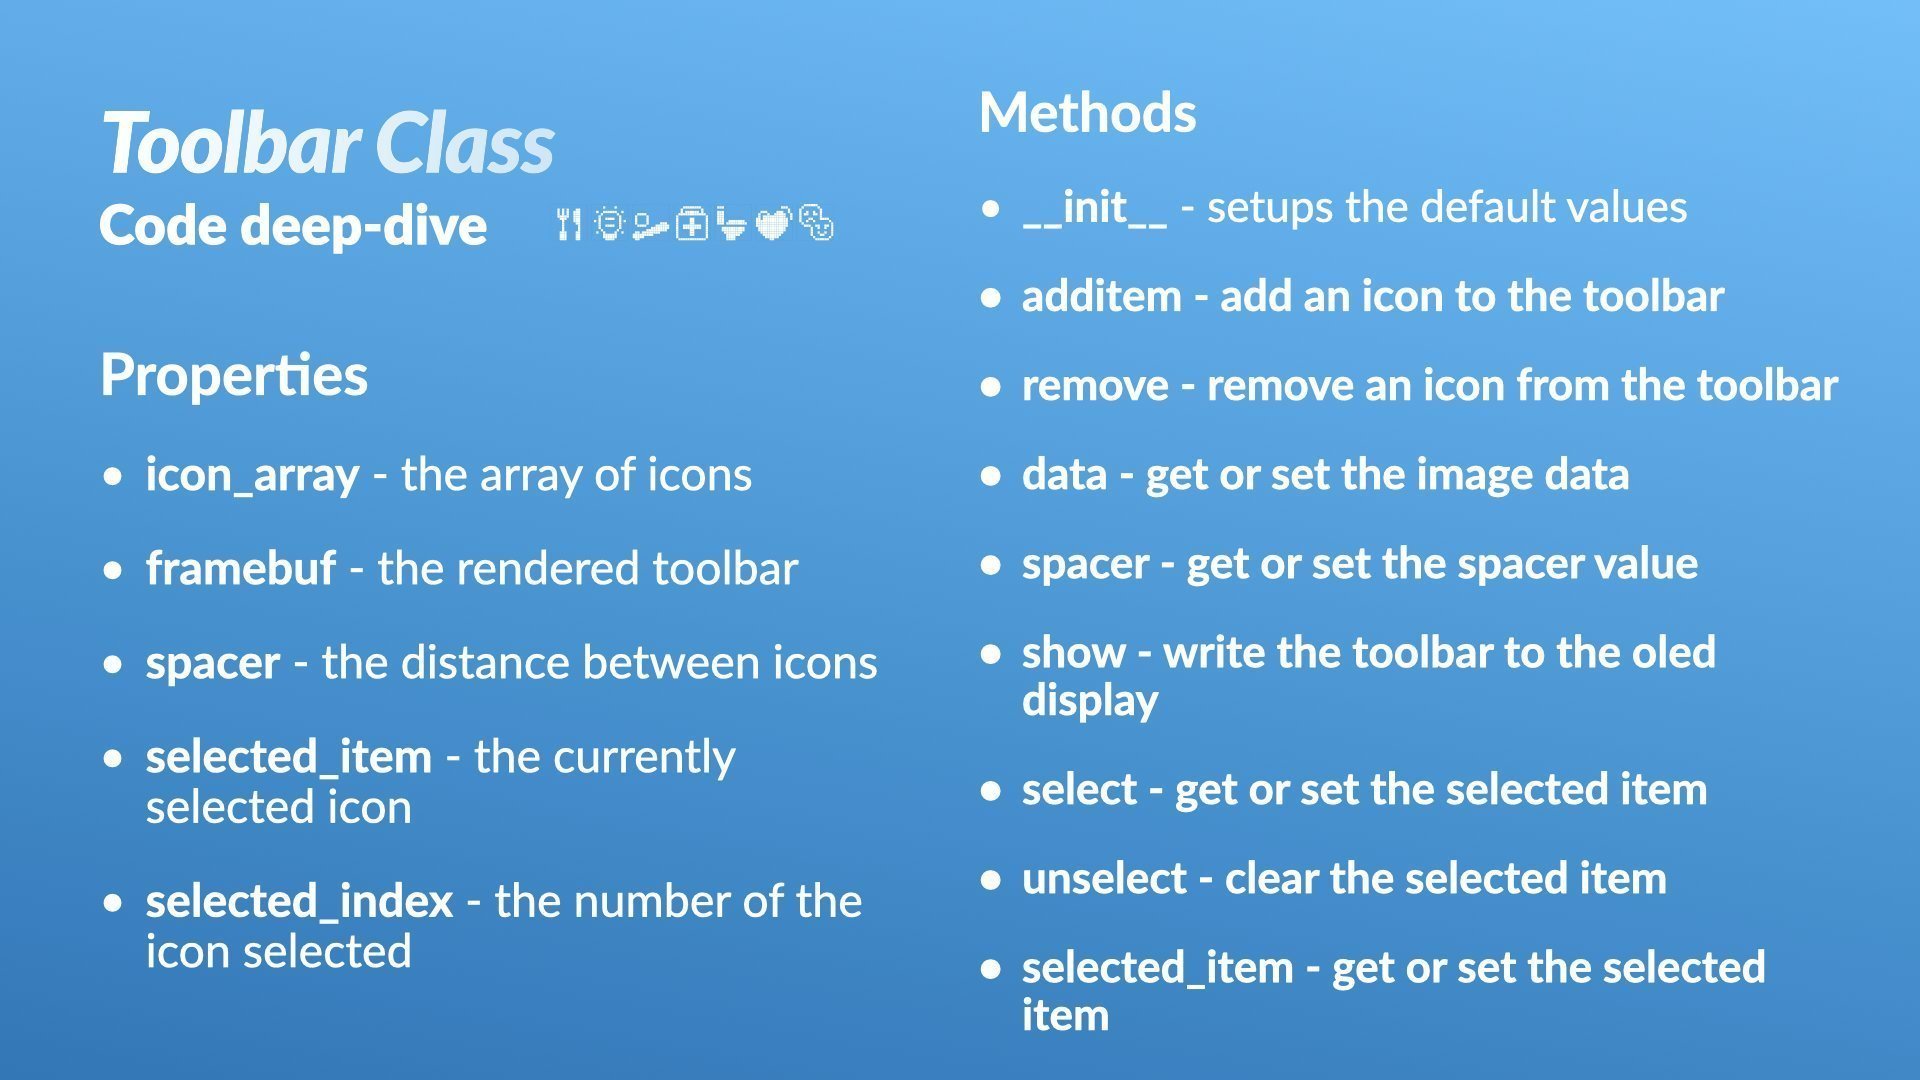 Toolbar Class
Code deep-dive
Properties
• icon_array - the array of icons
• framebuf - the rendered toolbar
• spacer - the distance between icons
• selected_item - the currently
selected icon
• selected_index - the number of the
icon selected
Methods
• __init__ - setups the default values
• additem - add an icon to the toolbar
• remove - remove an icon from the toolbar
• data - get or set the image data
• spacer - get or set the spacer value
• show - write the toolbar to the oled
display
• select - get or set the selected item
• unselect - clear the selected item
• selected_item - get or set the selected
item